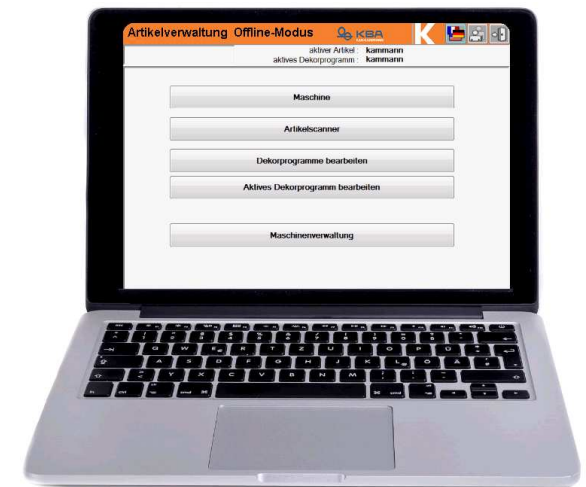 Artikelverwaltung Offline-Modus KBA K
aktiver Artikel : kammann
aktives Dekorprogramm : kammann
Maschine
Artikelscanner
Dekorprogramme bearbeiten
Aktives Dekorprogramm bearbeiten
Maschinenverwaltung
Q W E R T Z U I O P Ü
A S D F G H J K L Ö Ä
Y X C V B N M